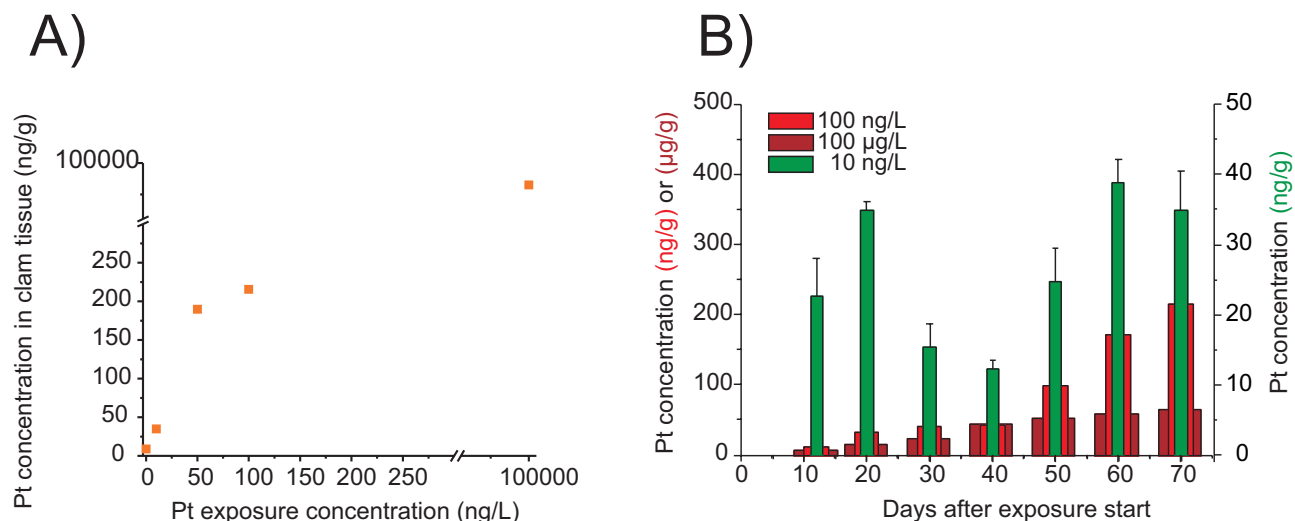 A)
Pt concentration in clam tissue (ng/g)
100000
250
200
150
100
50
0
0 50 100 150 200 250 100000
Pt exposure concentration (ng/L)
B)
Pt concentration (ng/g) or (µg/g)
500
400
300
200
100
0
100 ng/L
100 µg/L
10 ng/L
50
40
30
20
10
0
Pt concentration (ng/g)
0 10 20 30 40 50 60 70
Days after exposure start